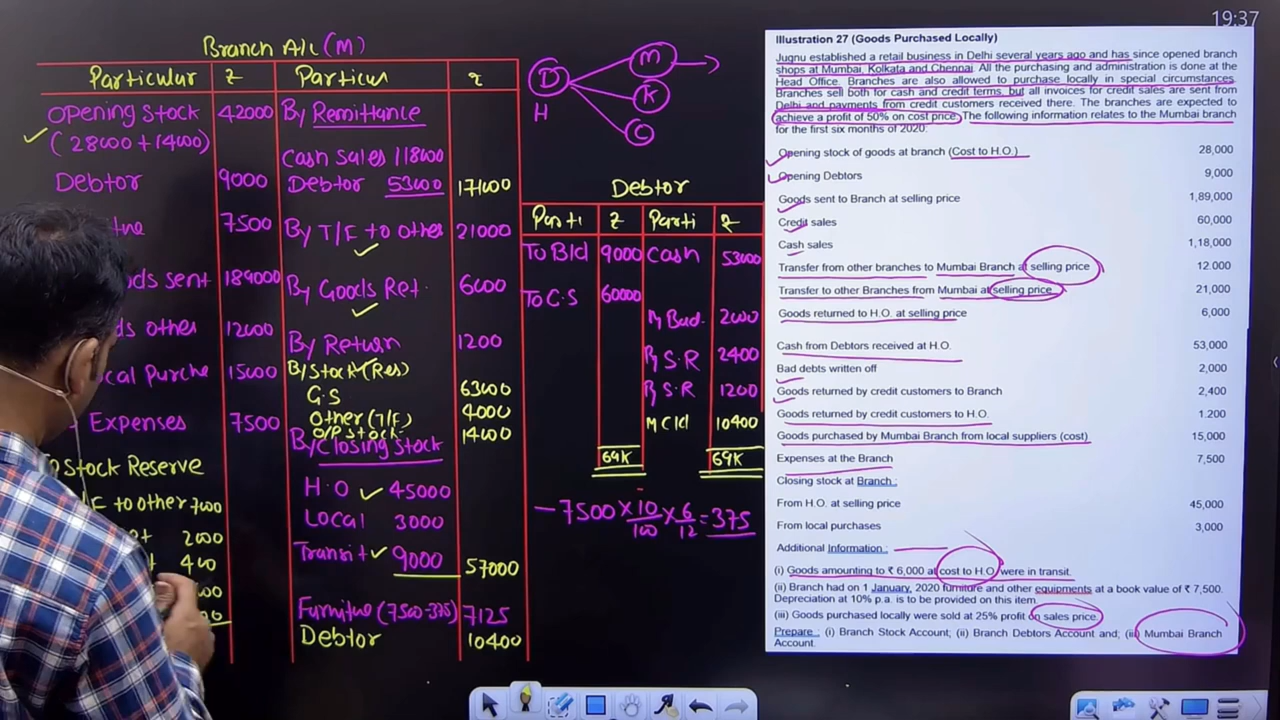 19:37
Branch A/c (M)
Particular ₹ Particus ₹
Opening Stock 42000
(28000+14000)
Debtor 9000
7500
sent 189000
other 12000
Purche 15000
Expenses 7500
Stock Reserve
to other 7000
2000
400
By Remittance
Cash Sales 118000
Debtor 53000 171000
By T/F to Other 21000
By Goods Ret. 6000
By Return 1200
By Stock (Res)
G.S 63000
Other (T/F) 4000
O/P Stock 14000
By Closing Stock
H.O 45000
Local 3000
Transit 9000 57000
Furniture (7500-375) 7125
Debtor 10400
D
H
M
K
C
Debtor
Parti ₹ Parti ₹
To B/d 9000 Cash 53000
To C.S 60000
By Bad. 2000
By S.R 2400
By S.R 1200
10400
69K 69K
-7500 × 10/100 × 6/12 = 375
Illustration 27 (Goods Purchased Locally)
Jugnu established a retail business in Delhi several years ago and has since opened branch
shops at Mumbai, Kolkata and Chennai. All the purchasing and administration is done at the
Head Office. Branches are also allowed to purchase locally in special circumstances.
Branches sell both for cash and credit terms, but all invoices for credit sales are sent from
Delhi and payments from credit customers received there. The branches are expected to
achieve a profit of 50% on cost price. The following information relates to the Mumbai branch
for the first six months of 2020:
Opening stock of goods at branch (Cost to H.O.) 28,000
Opening Debtors 9,000
Goods sent to Branch at selling price 1,89,000
Credit sales 60,000
Cash sales 1,18,000
Transfer from other branches to Mumbai Branch at selling price 12.000
Transfer to other Branches from Mumbai at selling price 21,000
Goods returned to H.O. at selling price 6,000
Cash from Debtors received at H.O. 53,000
Bad debts written off 2,000
Goods returned by credit customers to Branch 2,400
Goods returned by credit customers to H.O. 1.200
Goods purchased by Mumbai Branch from local suppliers (cost) 15,000
Expenses at the Branch 7,500
Closing stock at Branch :
From H.O. at selling price 45,000
From local purchases 3,000
Additional Information :
(i) Goods amounting to ₹ 6,000 at cost to H.O. were in transit.
(ii) Branch had on 1 January, 2020 furniture and other equipments at a book value of ₹ 7,500.
Depreciation at 10% p.a. is to be provided on this item
(iii) Goods purchased locally were sold at 25% profit on sales price.
Prepare : (i) Branch Stock Account; (ii) Branch Debtors Account and; (iii) Mumbai Branch
Account.